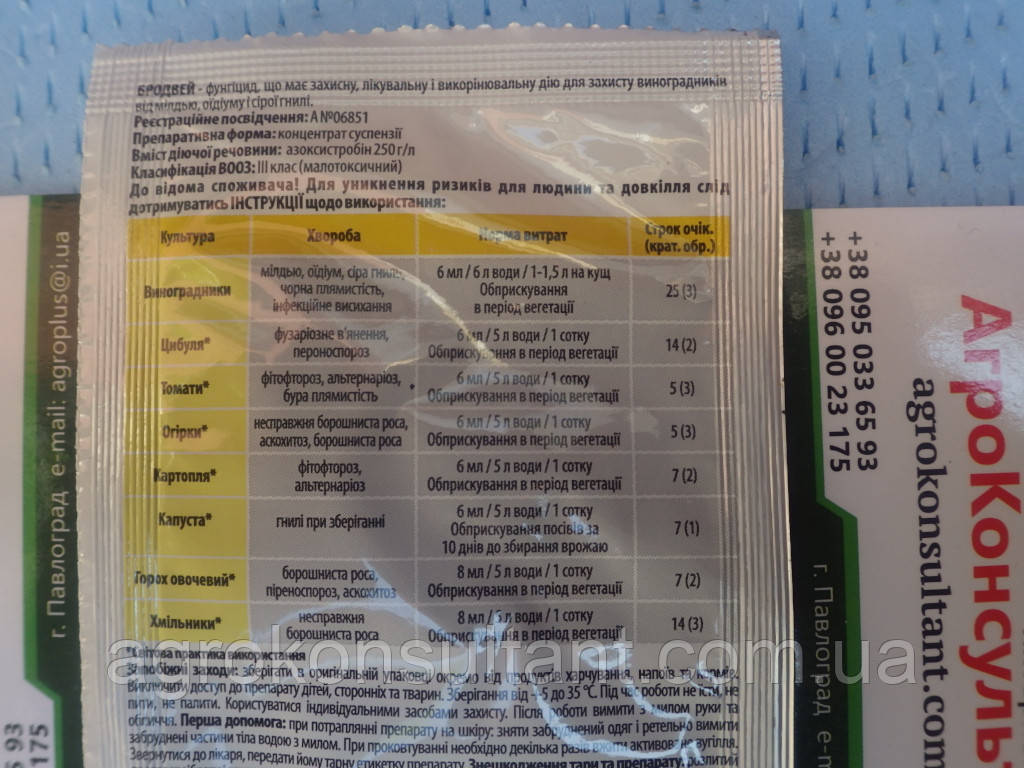 БРОДВЕЙ - фунгіцид, що має захисну, лікувальну і викорінювальну дію для захисту виноградників
від мілдью, оїдіуму і сірої гнилі.
Реєстраційне посвідчення: А №06851
Препаративна форма: концентрат суспензії
Вміст діючої речовини: азоксистробін 250 г/л
Класифікація ВООЗ: III клас (малотоксичний)
До відома споживача! Для уникнення ризиків для людини та довкілля слід
дотримуватись ІНСТРУКЦІЇ щодо використання:
Культура Хвороба Норма витрат Строк очік. (крат. обр.)
Виноградники
мілдью, оїдіум, сіра гниль,
чорна плямистість,
інфекційне висихання
6 мл / 6 л води / 1-1,5 л на кущ
Обприскування
в період вегетації
25 (3)
Цибуля*
фузаріозне в'янення,
пероноспороз
6 мл / 5 л води / 1 сотку
Обприскування в період вегетації
14 (2)
Томати*
фітофтороз, альтернаріоз,
бура плямистість
6 мл / 5 л води / 1 сотку
Обприскування в період вегетації
5 (3)
Огірки*
несправжня борошниста роса,
аскохітоз, борошниста роса
6 мл / 5 л води / 1 сотку
Обприскування в період вегетації
5 (3)
Картопля*
фітофтороз,
альтернаріоз
6 мл / 5 л води / 1 сотку
Обприскування в період вегетації
7 (2)
Капуста*
гнилі при зберіганні
6 мл / 5 л води / 1 сотку
Обприскування посівів за
10 днів до збирання врожаю
7 (1)
Горох овочевий*
борошниста роса,
піреноспороз, аскохитоз
8 мл / 5 л води / 1 сотку
Обприскування в період вегетації
7 (2)
Хмільники*
несправжня
борошниста роса
8 мл / 6 л води / 1 сотку
Обприскування в період вегетації
14 (3)
*Світова практика використання
Запобіжні заходи: зберігати в оригінальній упаковці окремо від продуктів харчування, напоїв та кормів.
Виключити доступ до препарату дітей, сторонніх та тварин. Зберігання від +5 до 35 °С. Під час роботи не їсти, не
пити, не палити. Користуватися індивідуальними засобами захисту. Після роботи вимити з милом руки та
обличчя. Перша допомога: при потраплянні препарату на шкіру: зняти забруднений одяг і ретельно вимити
забруднені частини тіла водою з милом. При проковтуванні необхідно декілька разів вжити активоване вугілля.
Звернутися до лікаря, передати йому тарну етикетку препарату. Знешкодження тари та препарату: розлитий
г. Павлоград e-mail: agroplus@i.ua
175
+38 095 033 65 93
+38 096 00 23 175
АгроКонсуль
agrokonsultant.com
г. Павлоград e-m
agrokonsultant.com.ua